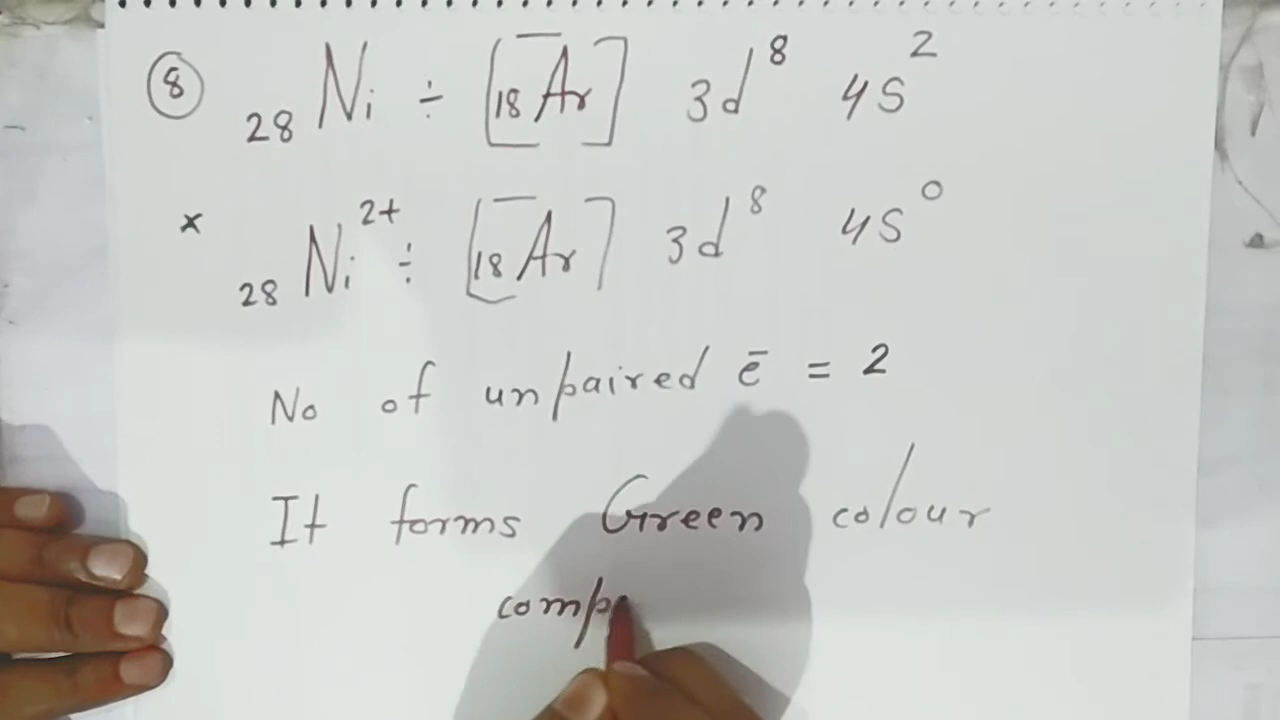 ⑧ ₂₈Ni ÷ [₁₈Ar] 3d⁸ 4s²
× ₂₈Ni²⁺ ÷ [₁₈Ar] 3d⁸ 4s⁰
No of unpaired ē = 2
It forms Green colour
comp